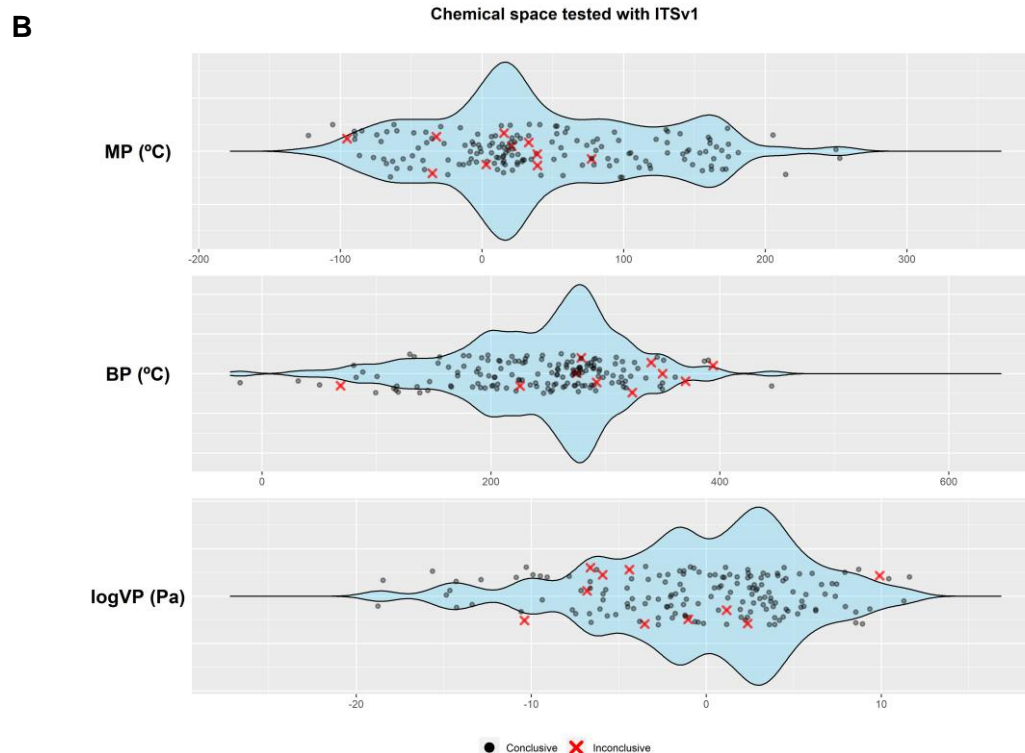 B
Chemical space tested with ITSv1
MP (ºC)
-200 -100 0 100 200 300
BP (ºC)
0 200 400 600
logVP (Pa)
-20 -10 0 10
Conclusive Inconclusive